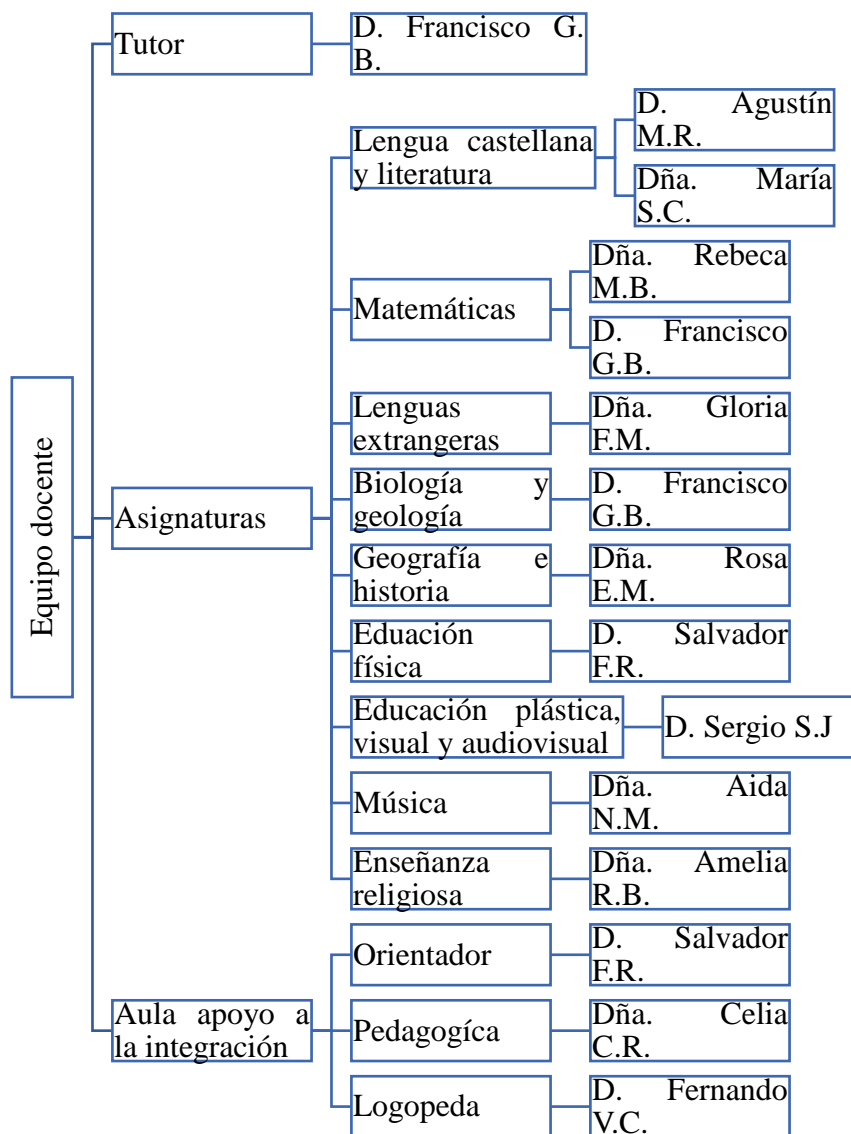 Equipo docente
Tutor
D. Francisco G.
B.
Asignaturas
Lengua castellana
y literatura
D. Agustín
M.R.
Dña. María
S.C.
Matemáticas
Dña. Rebeca
M.B.
D. Francisco
G.B.
Lenguas
extrangeras
Dña. Gloria
F.M.
Biología y
geología
D. Francisco
G.B.
Geografía e
historia
Dña. Rosa
E.M.
Eduación
física
D. Salvador
F.R.
Educación plástica,
visual y audiovisual
D. Sergio S.J
Música
Dña. Aida
N.M.
Enseñanza
religiosa
Dña. Amelia
R.B.
Aula apoyo a
la integración
Orientador
D. Salvador
F.R.
Pedagogíca
Dña. Celia
C.R.
Logopeda
D. Fernando
V.C.